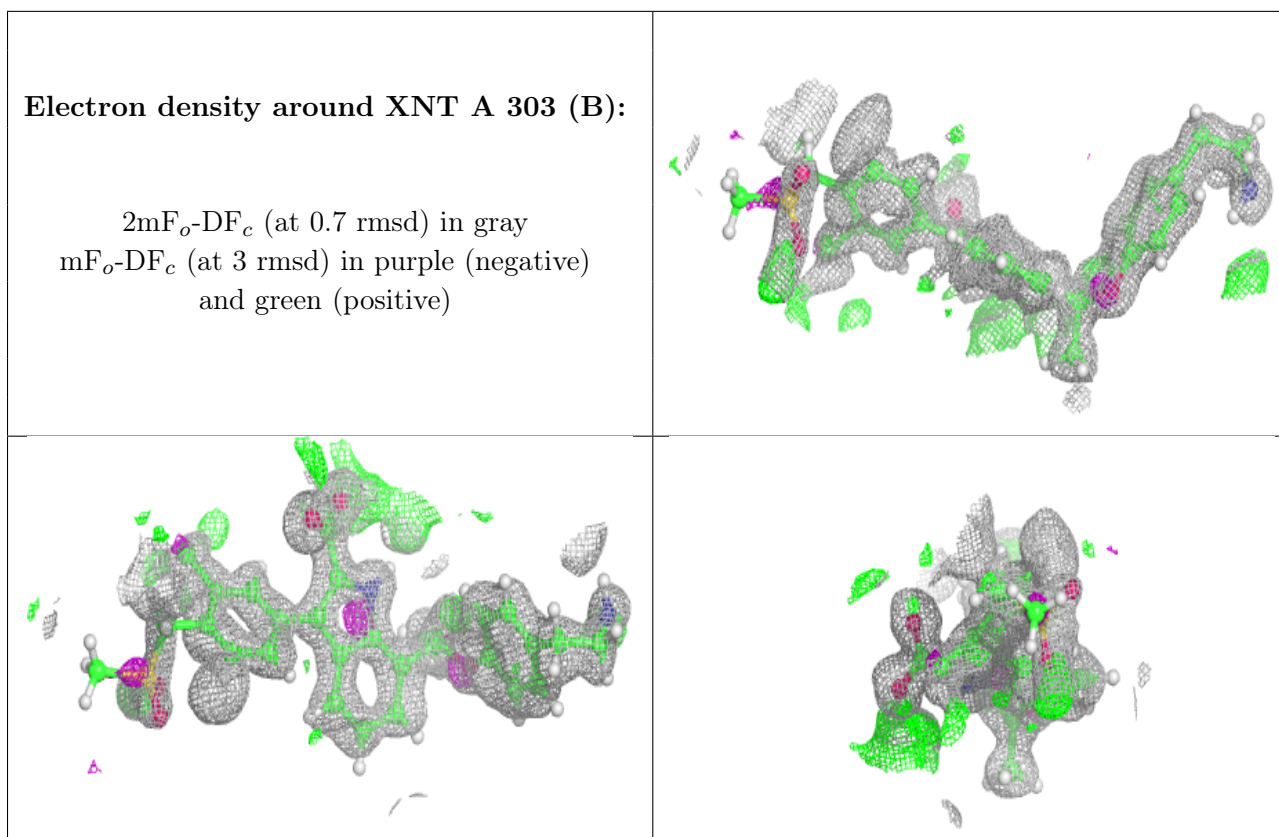 Electron density around XNT A 303 (B):
2mFₒ-DF𝒸 (at 0.7 rmsd) in gray
mFₒ-DF𝒸 (at 3 rmsd) in purple (negative)
and green (positive)